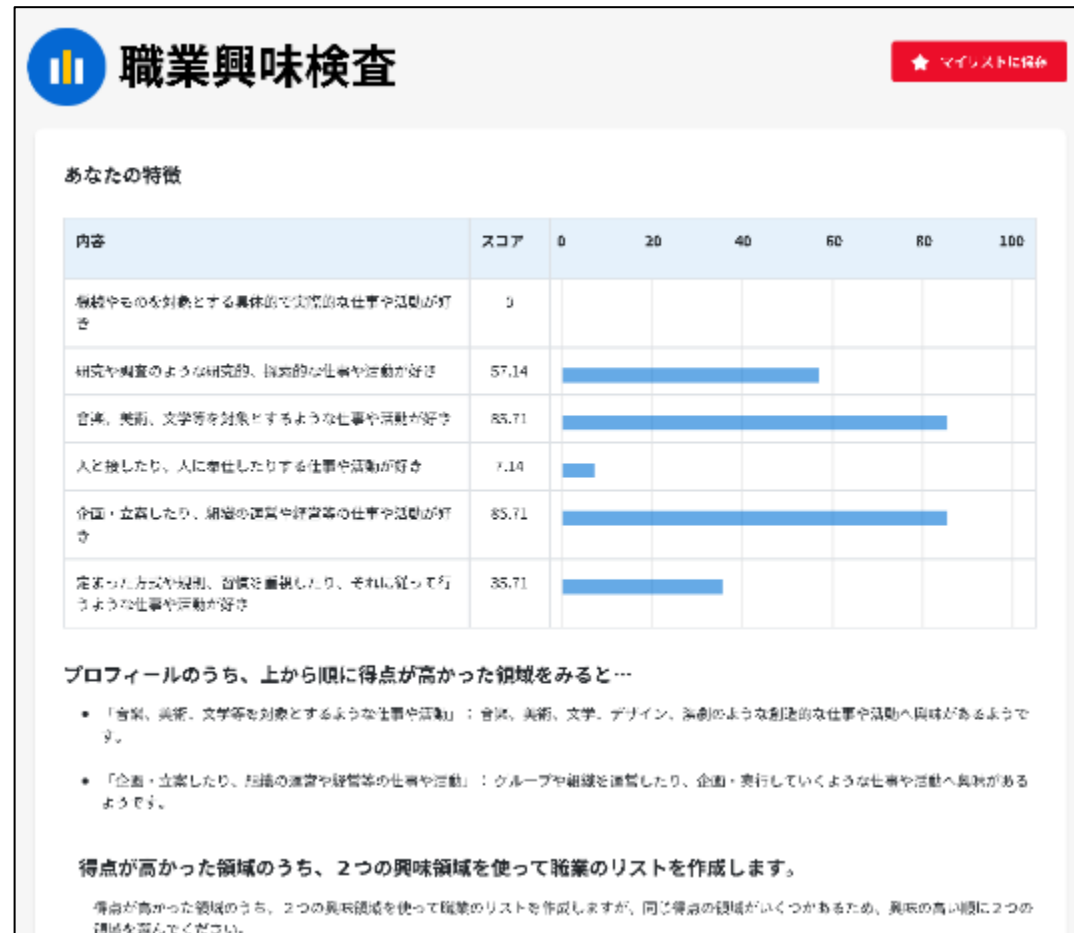 職業興味検査
マイリストに保存
あなたの特徴
内容 スコア 0 20 40 60 80 100
機械やものを対象とする具体的で実際的な仕事や活動が好
き
0
研究や調査のような研究的、探索的な仕事や活動が好き 57.14
音楽、美術、文学等を対象とするような仕事や活動が好き 85.71
人と接したり、人に奉仕したりする仕事や活動が好き 7.14
企画・立案したり、組織の運営や経営等の仕事や活動が好
き
85.71
定まった方式や規則、習慣を重視したり、それに従って行
うような仕事や活動が好き
35.71
プロフィールのうち、上から順に得点が高かった領域をみると…
• 「音楽、美術、文学等を対象とするような仕事や活動」：音楽、美術、文学、デザイン、演劇のような創造的な仕事や活動へ興味があるようで
す。
• 「企画・立案したり、組織の運営や経営等の仕事や活動」：グループや組織を運営したり、企画・実行していくような仕事や活動へ興味がある
ようです。
得点が高かった領域のうち、２つの興味領域を使って職業のリストを作成します。
得点が高かった領域のうち、２つの興味領域を使って職業のリストを作成しますが、同じ得点の領域がいくつかあるため、興味の高い順に２つの
領域を選んでください。